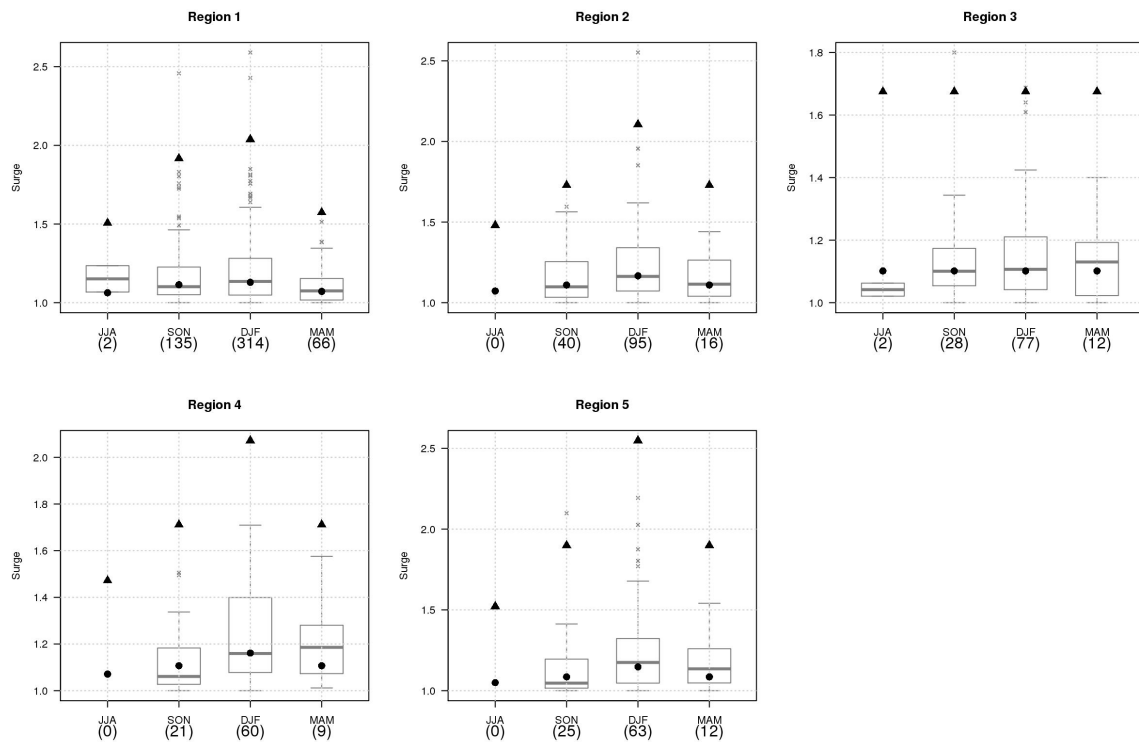 Region 1
Region 2
Region 3
Surge
2.5
2.0
1.5
1.0
JJA SON DJF MAM
(2) (135) (314) (66)
Surge
2.5
2.0
1.5
1.0
JJA SON DJF MAM
(0) (40) (95) (16)
Surge
1.8
1.6
1.4
1.2
1.0
JJA SON DJF MAM
(2) (28) (77) (12)
Region 4
Region 5
Surge
2.0
1.8
1.6
1.4
1.2
1.0
JJA SON DJF MAM
(0) (21) (60) (9)
Surge
2.5
2.0
1.5
1.0
JJA SON DJF MAM
(0) (25) (63) (12)